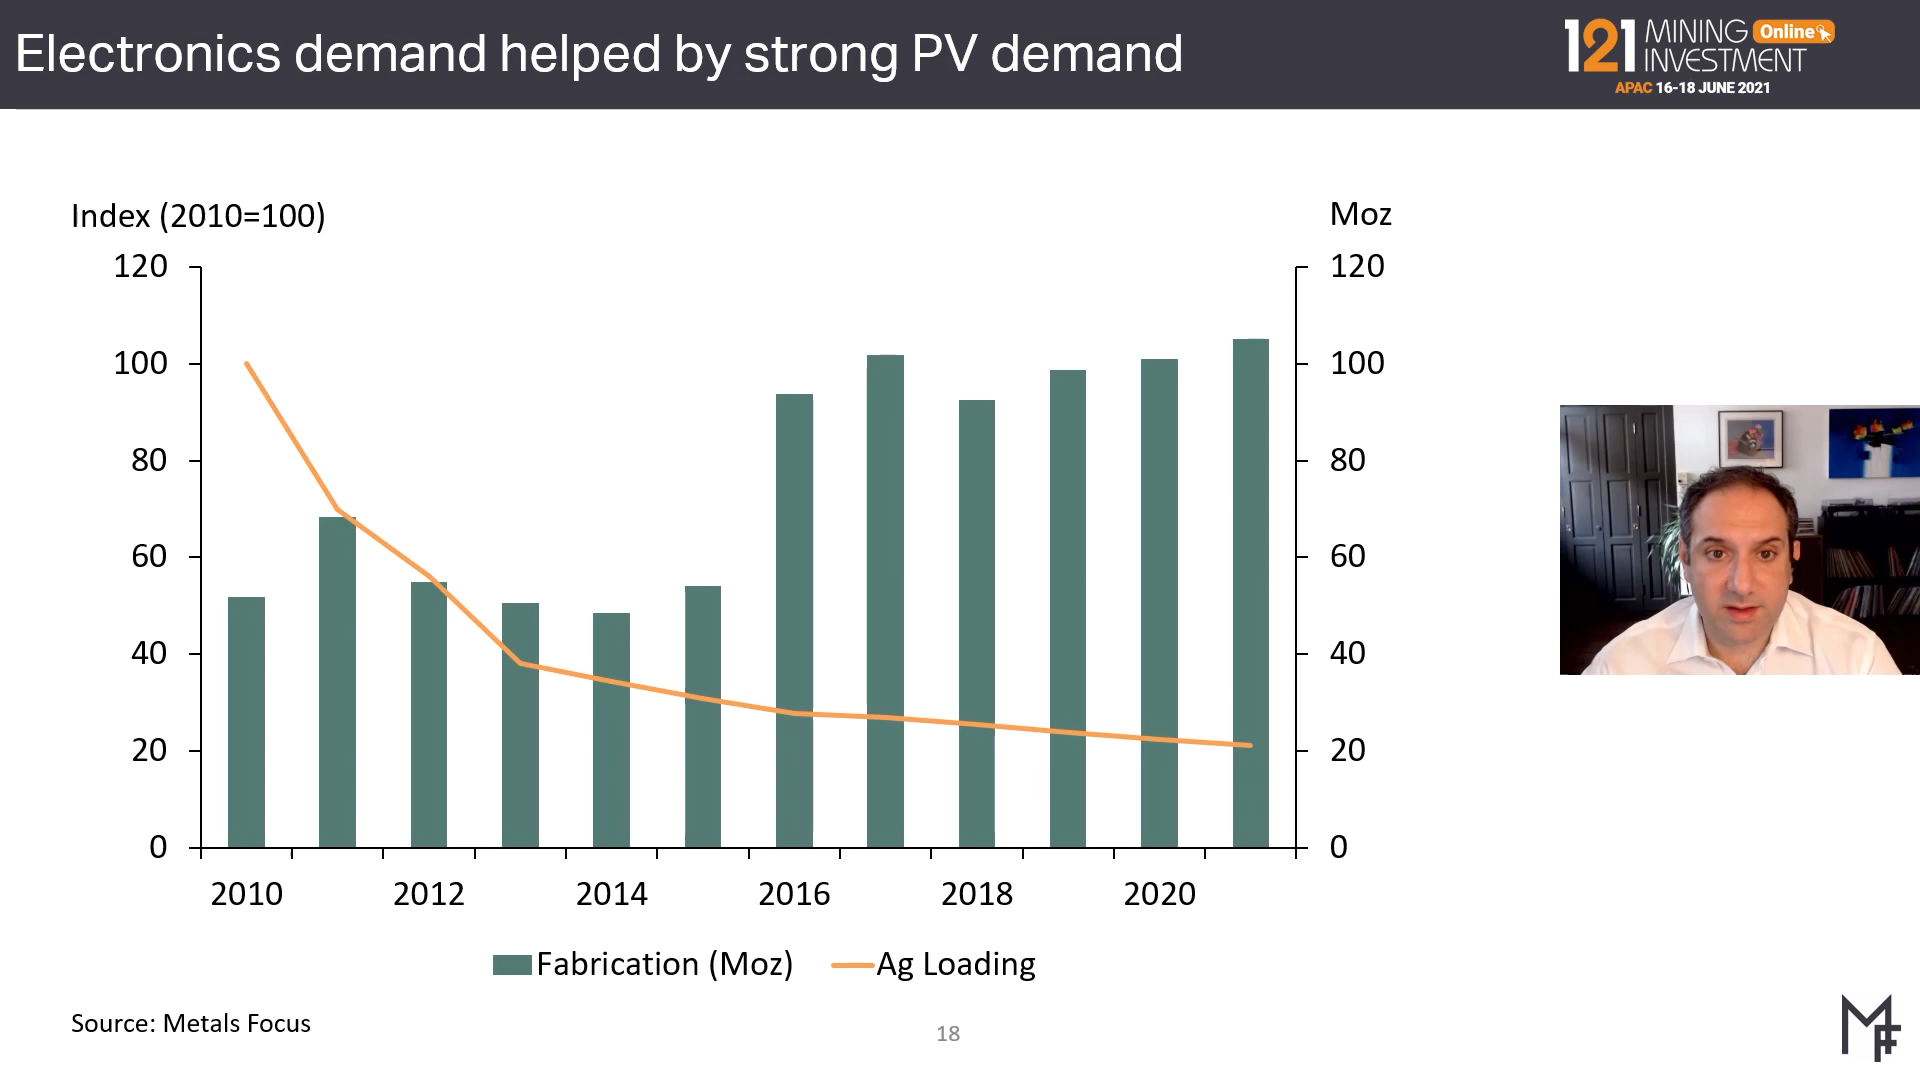 Electronics demand helped by strong PV demand
121 MINING Online
INVESTMENT
APAC 16-18 JUNE 2021
Index (2010=100)
Moz
120
100
80
60
40
20
0
120
100
80
60
40
20
0
2010 2012 2014 2016 2018 2020
Fabrication (Moz) Ag Loading
Source: Metals Focus
18
MF